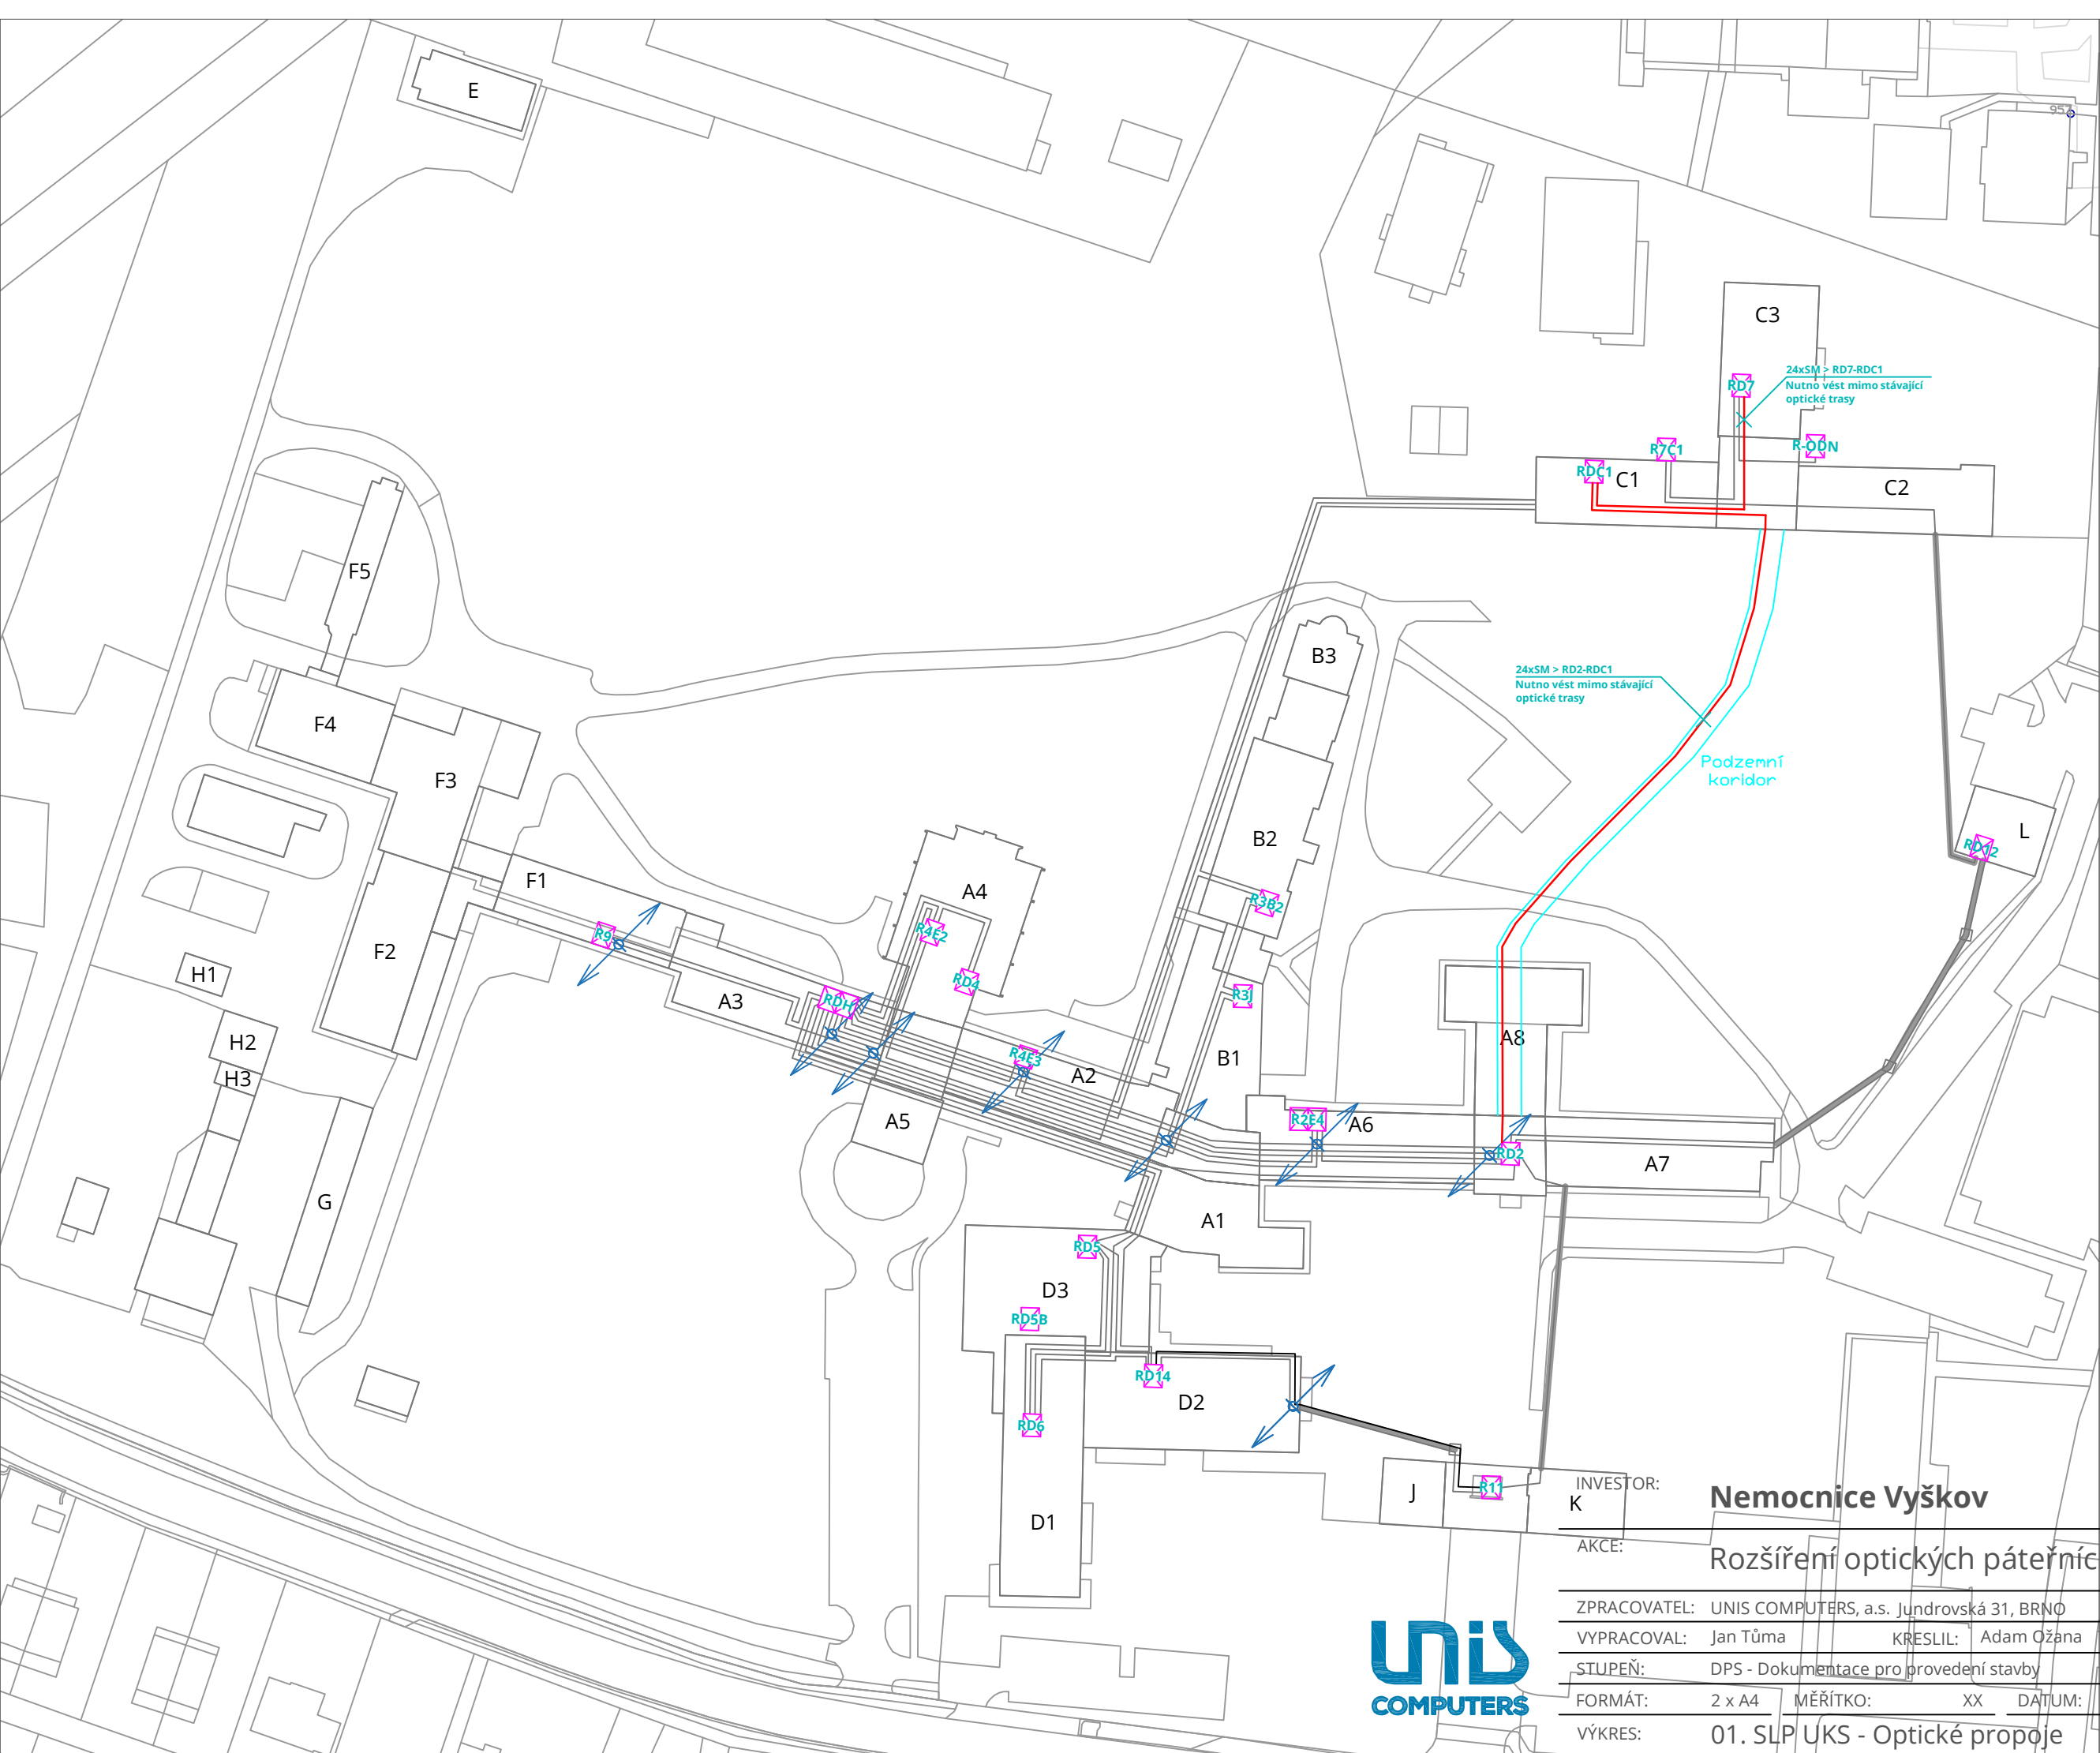 E
957
C3
24xSM > RD7-RDC1
RD7
Nutno vést mimo stávající
optické trasy
R7C1
R-ODN
RDC1
C1
C2
F5
B3
24xSM > RD2-RDC1
Nutno vést mimo stávající
optické trasy
F4
F3
Podzemní
koridor
B2
L
RD12
F1
A4
R3B2
R4E2
R9
F2
H1
RD4
R3J
A3
RDH
A8
H2
R4E3
B1
H3
A2
A5
R2E4
A6
RD2
A7
G
A1
RD5
D3
RD5B
RD14
D2
RD6
J
R11
K
D1
INVESTOR:
Nemocnice Vyškov
AKCE:
Rozšíření optických páteřníc
ZPRACOVATEL: UNIS COMPUTERS, a.s. Jundrovská 31, BRNO
VYPRACOVAL: Jan Tůma KRESLIL: Adam Ožana
STUPEŇ: DPS - Dokumentace pro provedení stavby
FORMÁT: 2 x A4 MĚŘÍTKO: XX DATUM:
VÝKRES: 01. SLP UKS - Optické propoje
UNIS
COMPUTERS